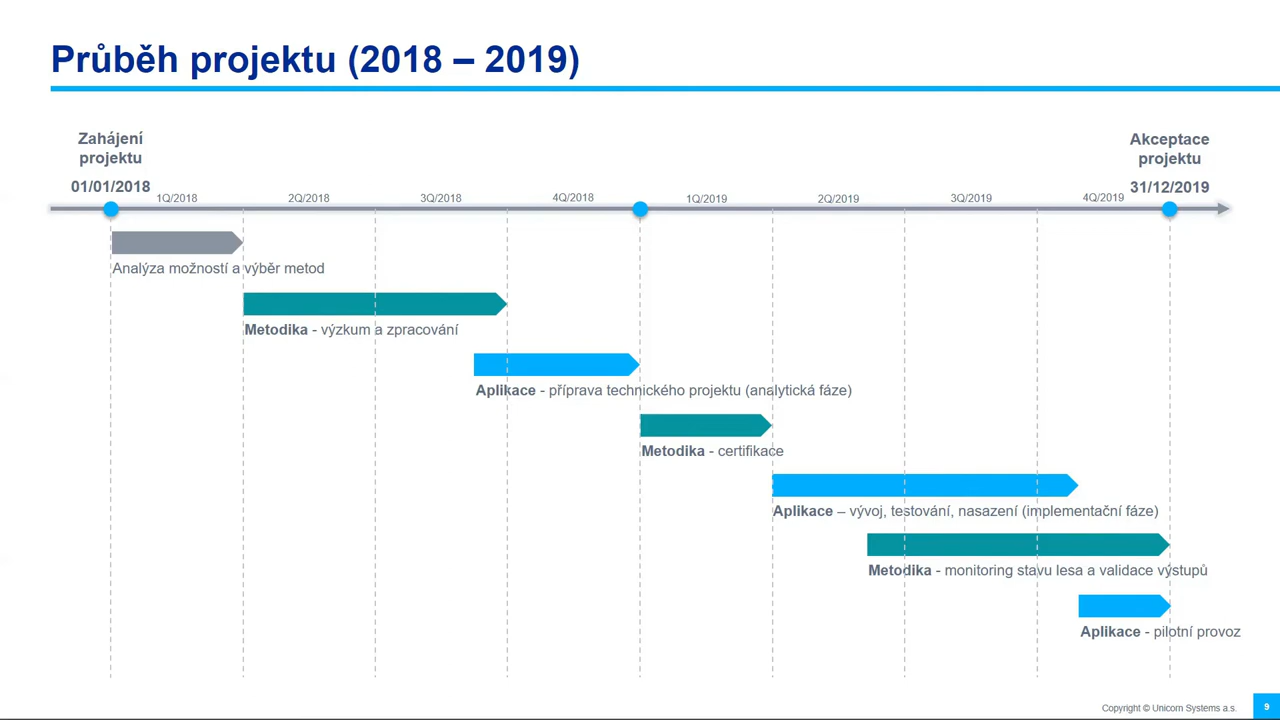 Průběh projektu (2018 – 2019)
Zahájení
projektu
01/01/2018
Akceptace
projektu
31/12/2019
1Q/2018
2Q/2018
3Q/2018
4Q/2018
1Q/2019
2Q/2019
3Q/2019
4Q/2019
Analýza možností a výběr metod
Metodika - výzkum a zpracování
Aplikace - příprava technického projektu (analytická fáze)
Metodika - certifikace
Aplikace – vývoj, testování, nasazení (implementační fáze)
Metodika - monitoring stavu lesa a validace výstupů
Aplikace - pilotní provoz
Copyright © Unicorn Systems a.s.
9